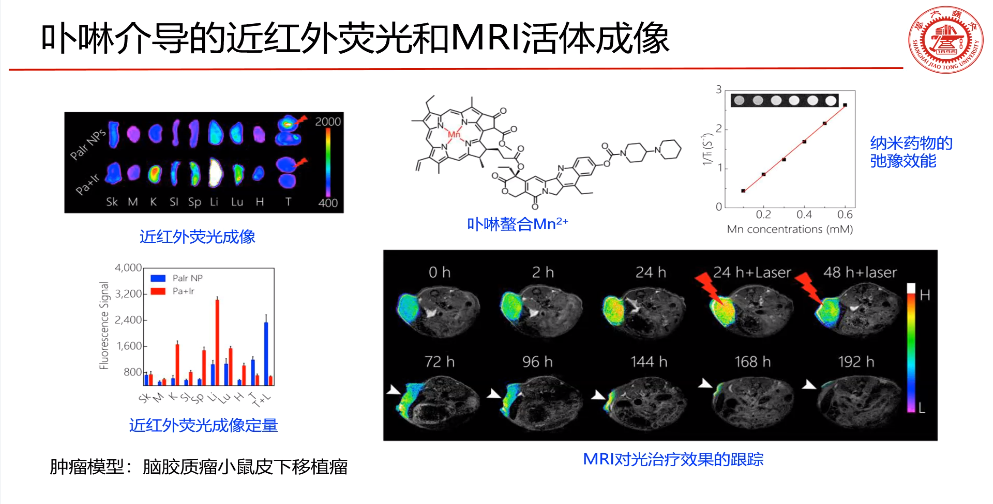 卟啉介导的近红外荧光和MRI活体成像
SHANGHAI JIAO TONG UNIVERSITY
PaIr NPs
Pa+Ir
2000
400
Sk M K SI Sp Li Lu H T
近红外荧光成像
Mn
N
N
N
N
O
O
O
O
O
O
O
O
N
N
O
O
N
N
卟啉螯合Mn²⁺
3
2
1
0
1/Ti (S⁻¹)
0.2 0.4 0.6
Mn concentrations (mM)
纳米药物的
弛豫效能
4,000
3,200
2,400
1,600
800
Fluorescence Signal
PaIr NP
Pa+Ir
Sk M K SI Sp Li Lu H T T+L
近红外荧光成像定量
0 h 2 h 24 h 24 h+Laser 48 h+laser
72 h 96 h 144 h 168 h 192 h
H
L
MRI对光治疗效果的跟踪
肿瘤模型：脑胶质瘤小鼠皮下移植瘤